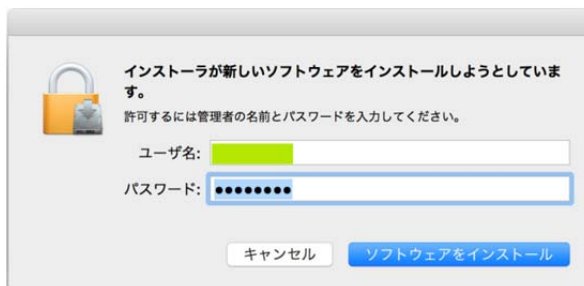 インストーラが新しいソフトウェアをインストールしようとしていま
す。
許可するには管理者の名前とパスワードを入力してください。
ユーザ名:
パスワード: ●●●●●●●●
キャンセル ソフトウェアをインストール